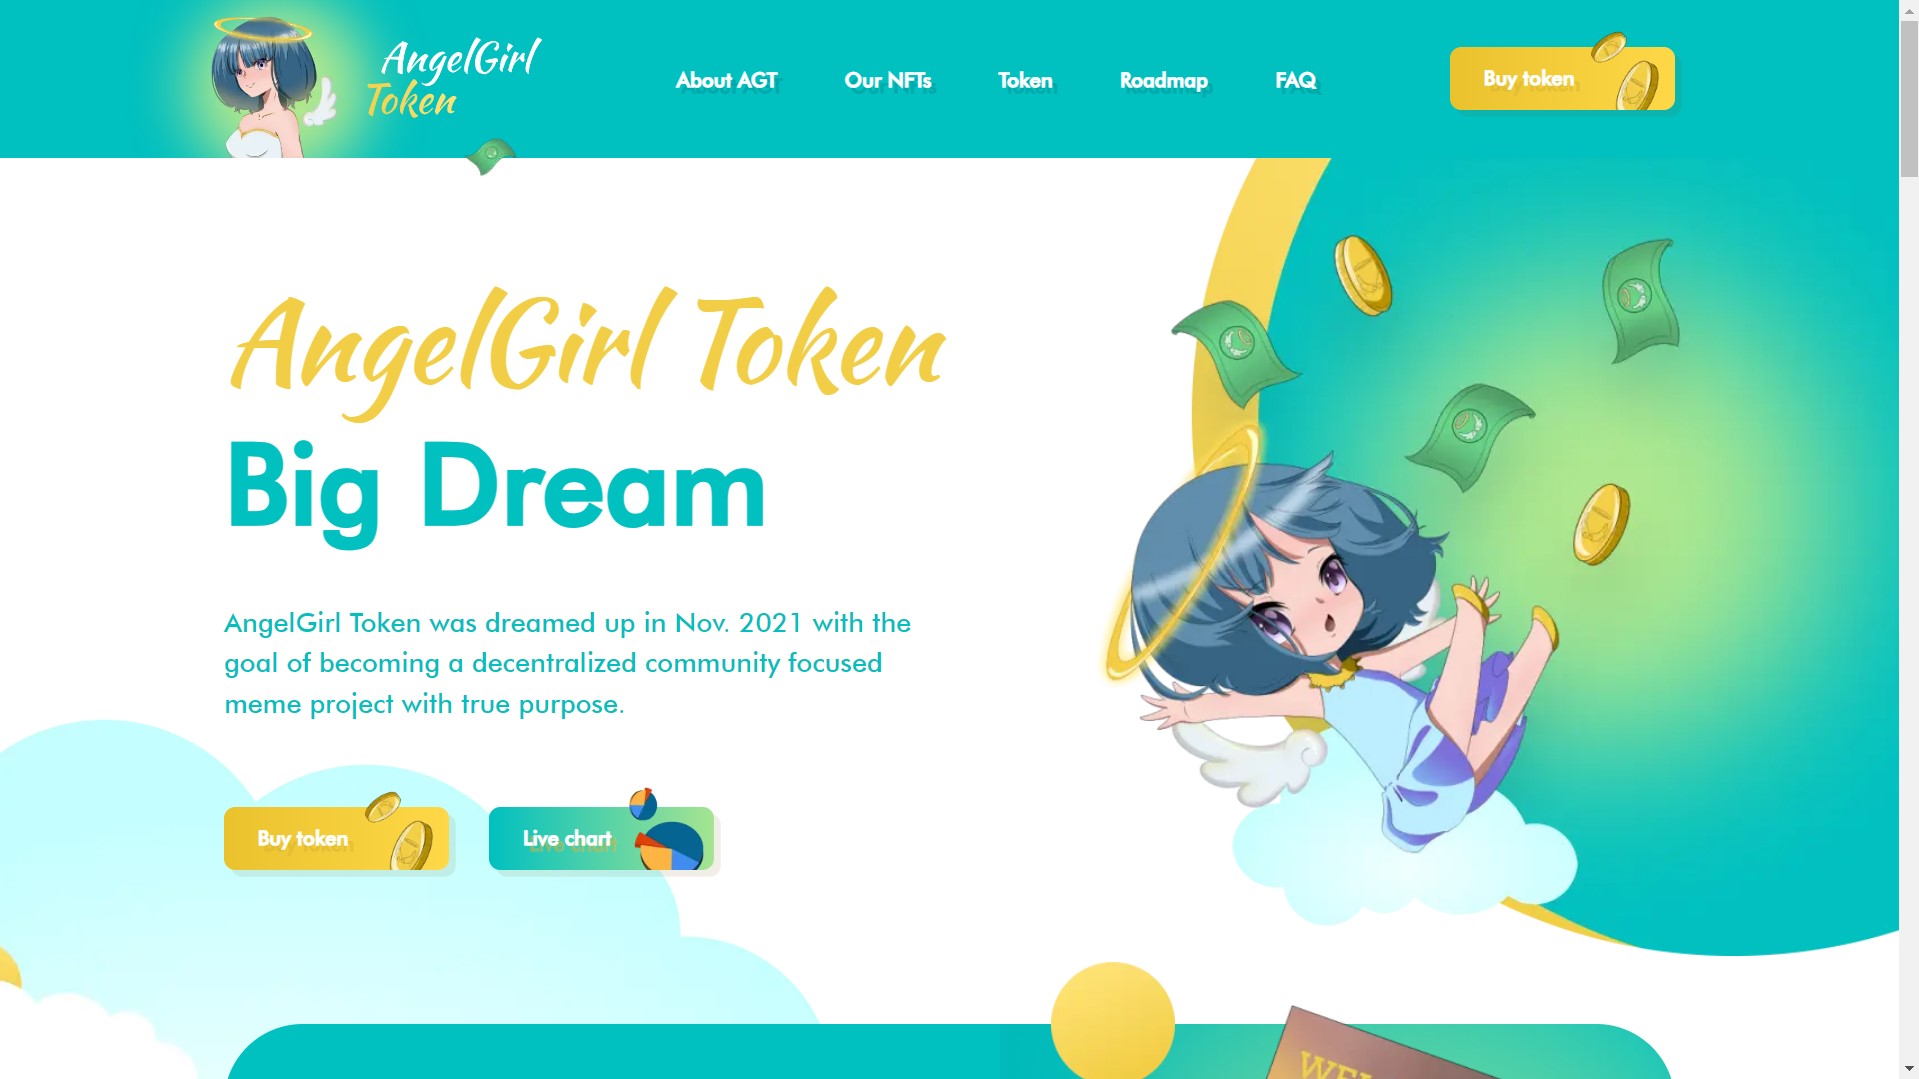 AngelGirl
Token
About AGT
Our NFTs
Token
Roadmap
FAQ
Buy token
AngelGirl Token
Big Dream
AngelGirl Token was dreamed up in Nov. 2021 with the
goal of becoming a decentralized community focused
meme project with true purpose.
Buy token
Live chart